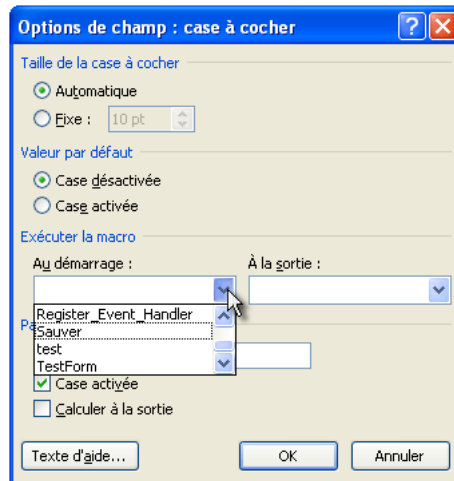 Options de champ : case à cocher
Taille de la case à cocher
Automatique
Fixe : 10 pt
Valeur par défaut
Case désactivée
Case activée
Exécuter la macro
Au démarrage : À la sortie :
Register_Event_Handler
Sauver
test
TestForm
Pa
Case activée
Calculer à la sortie
Texte d'aide... OK Annuler